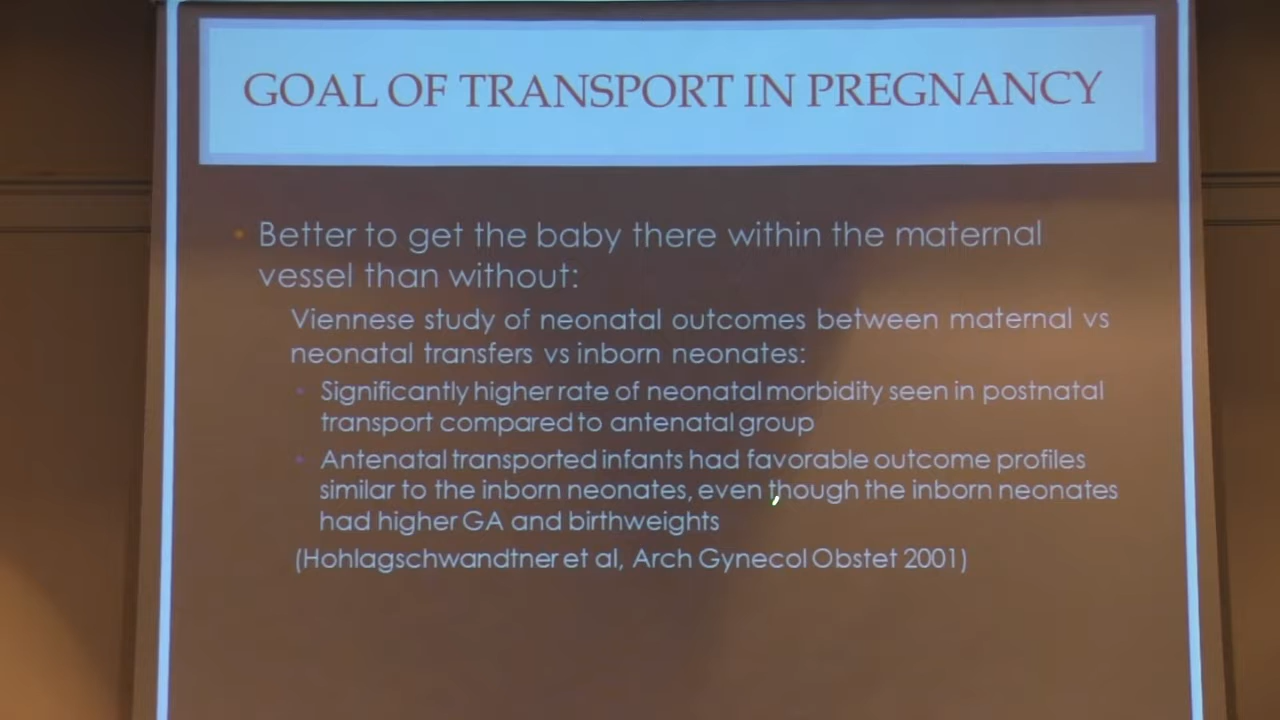 GOAL OF TRANSPORT IN PREGNANCY
• Better to get the baby there within the maternal
vessel than without:
Viennese study of neonatal outcomes between maternal vs
neonatal transfers vs inborn neonates:
• Significantly higher rate of neonatal morbidity seen in postnatal
transport compared to antenatal group
• Antenatal transported infants had favorable outcome profiles
similar to the inborn neonates, even though the inborn neonates
had higher GA and birthweights
(Hohlagschwandtner et al, Arch Gynecol Obstet 2001)